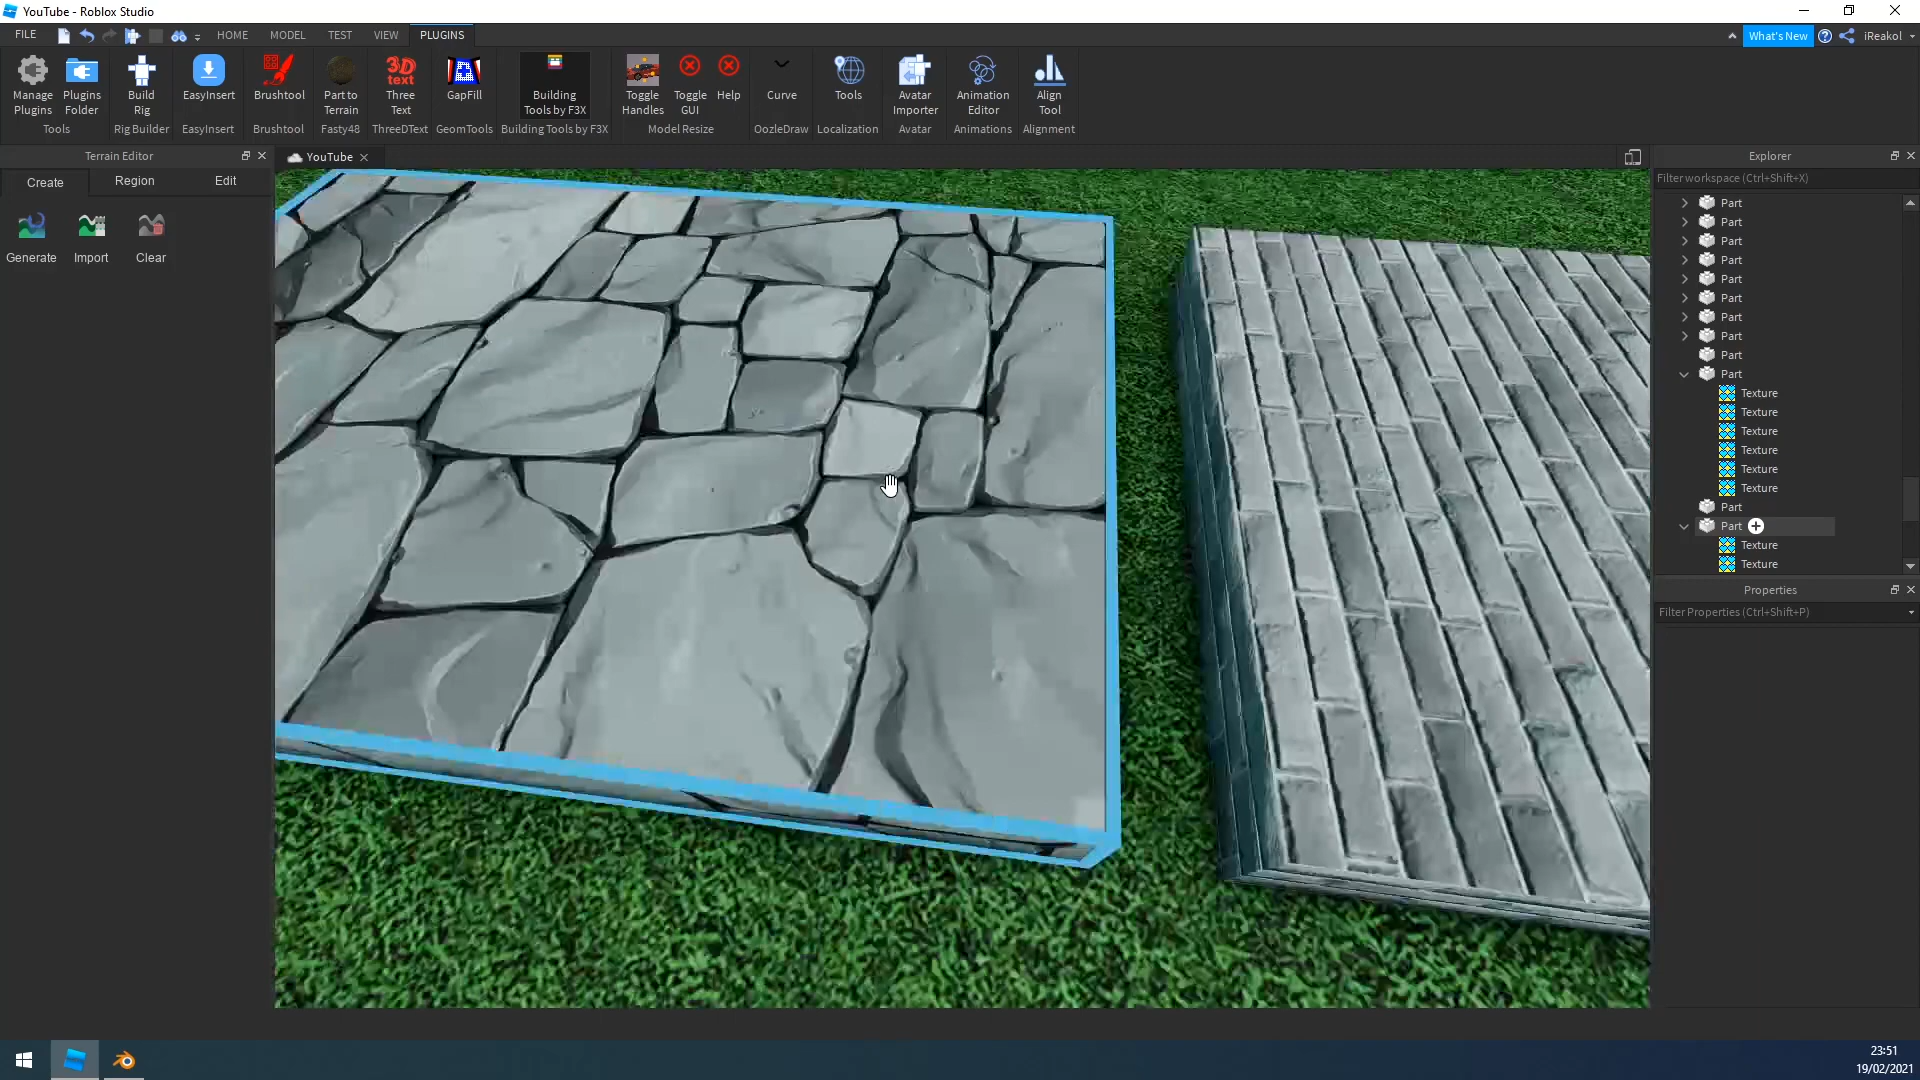 YouTube - Roblox Studio
FILE HOME MODEL TEST VIEW PLUGINS What's New iReakol
Manage Plugins
Plugins Folder
Build Rig
EasyInsert
Brushtool
Part to Terrain
3D text
Three Text
GapFill
Building Tools by F3X
Toggle Handles
Toggle GUI
Help
Curve
Tools
Avatar Importer
Animation Editor
Align Tool
Tools Rig Builder EasyInsert Brushtool Fasty48 ThreeDText GeomTools Building Tools by F3X Model Resize OozleDraw Localization Avatar Animations Alignment
Terrain Editor
Create Region Edit
Generate Import Clear
YouTube
Explorer
Filter workspace (Ctrl+Shift+X)
Part
Part
Part
Part
Part
Part
Part
Part
Part
Part
Texture
Texture
Texture
Texture
Texture
Texture
Part
Part
Texture
Texture
Properties
Filter Properties (Ctrl+Shift+P)
23:51
19/02/2021